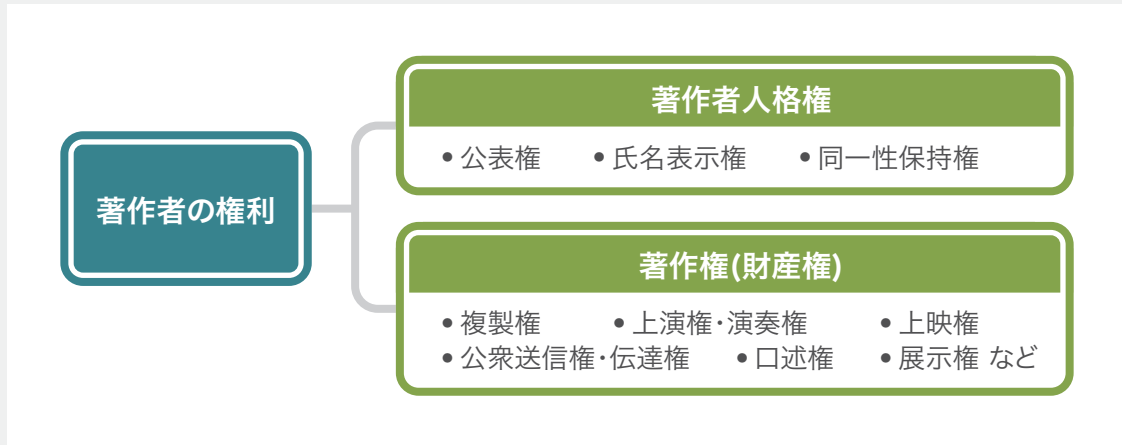 著作者の権利
著作者人格権
•公表権 •氏名表示権 •同一性保持権
著作権(財産権)
•複製権 •上演権･演奏権 •上映権
•公衆送信権･伝達権 •口述権 •展示権 など